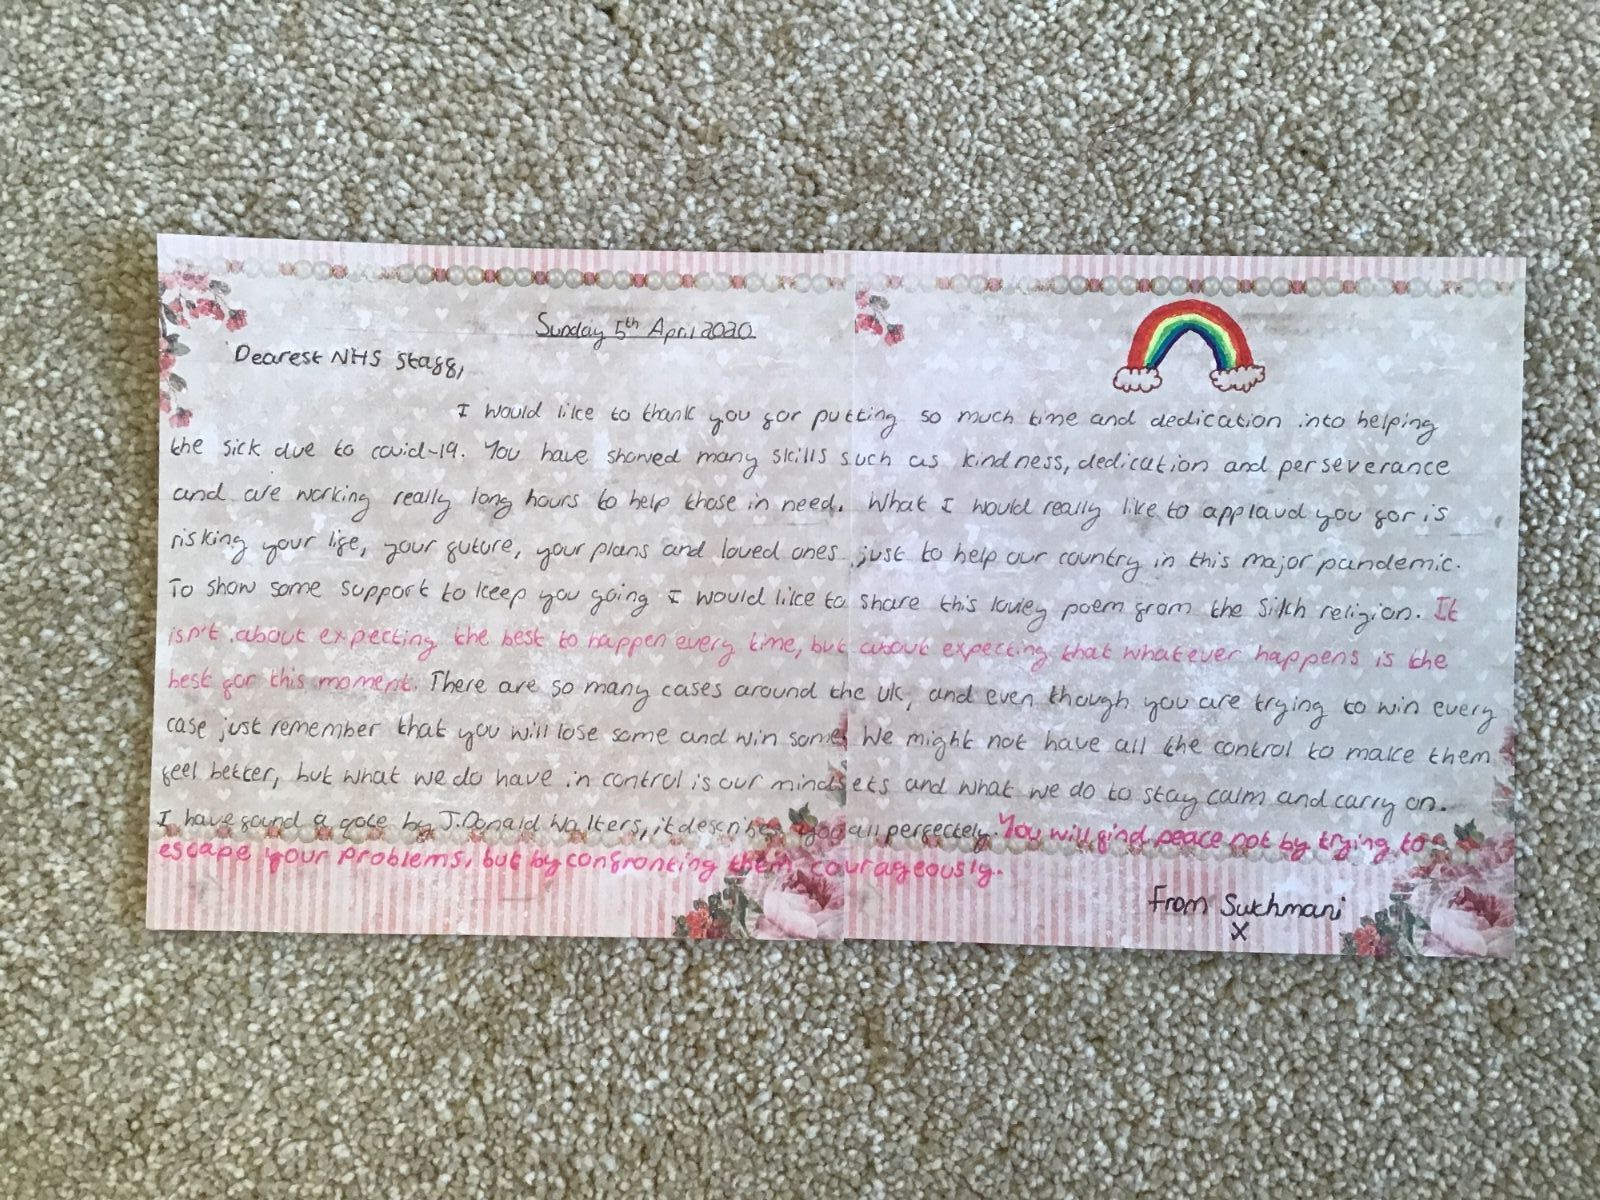 Sunday 5th April 2020
Dearest NHS staff,
I would like to thank you for putting so much time and dedication into helping
the sick due to covid-19. You have showed many skills such as kindness, dedication and perseverance
and are working really long hours to help those in need. What I would really like to applaud you for is
risking your life, your future, your plans and loved ones just to help our country in this major pandemic.
To show some support to keep you going I would like to share this lovley poem from the Sikh religion. It
isn't about expecting the best to happen every time, but about expecting that whatever happens is the
best for this moment. There are so many cases around the UK, and even though you are trying to win every
case just remember that you will lose some and win some. We might not have all the control to make them
feel better, but what we do have in control is our mindsets and what we do to stay calm and carry on.
I have found a qote by J.Donald Walters, it describes you all perfectely. You will find peace not by trying to
escape your problems, but by confronting them courageously.
From Sukhmani
x